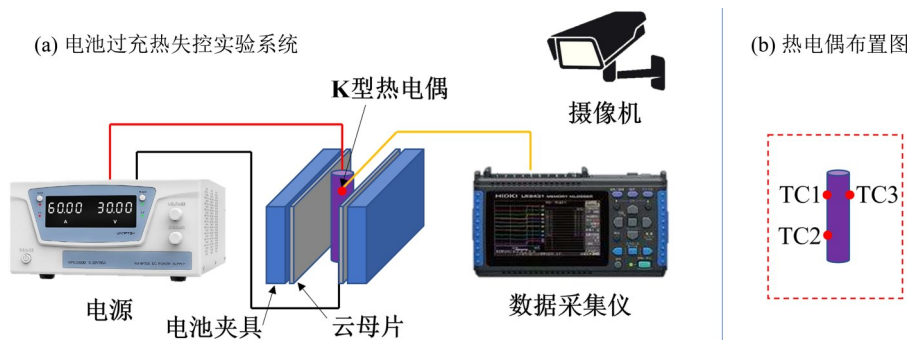 (a) 电池过充热失控实验系统
(b) 热电偶布置图
K型热电偶
摄像机
60.00 30.00
A V
HIOKI
TC1
TC3
TC2
电源
电池夹具
云母片
数据采集仪